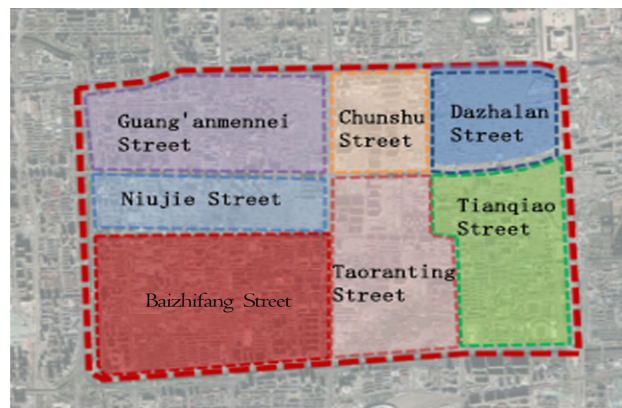 Guang'anmennei
Street
Chunshu
Street
Dazhalan
Street
Niujie Street
Tianqiao
Street
Baizhifang Street
Taoranting
Street